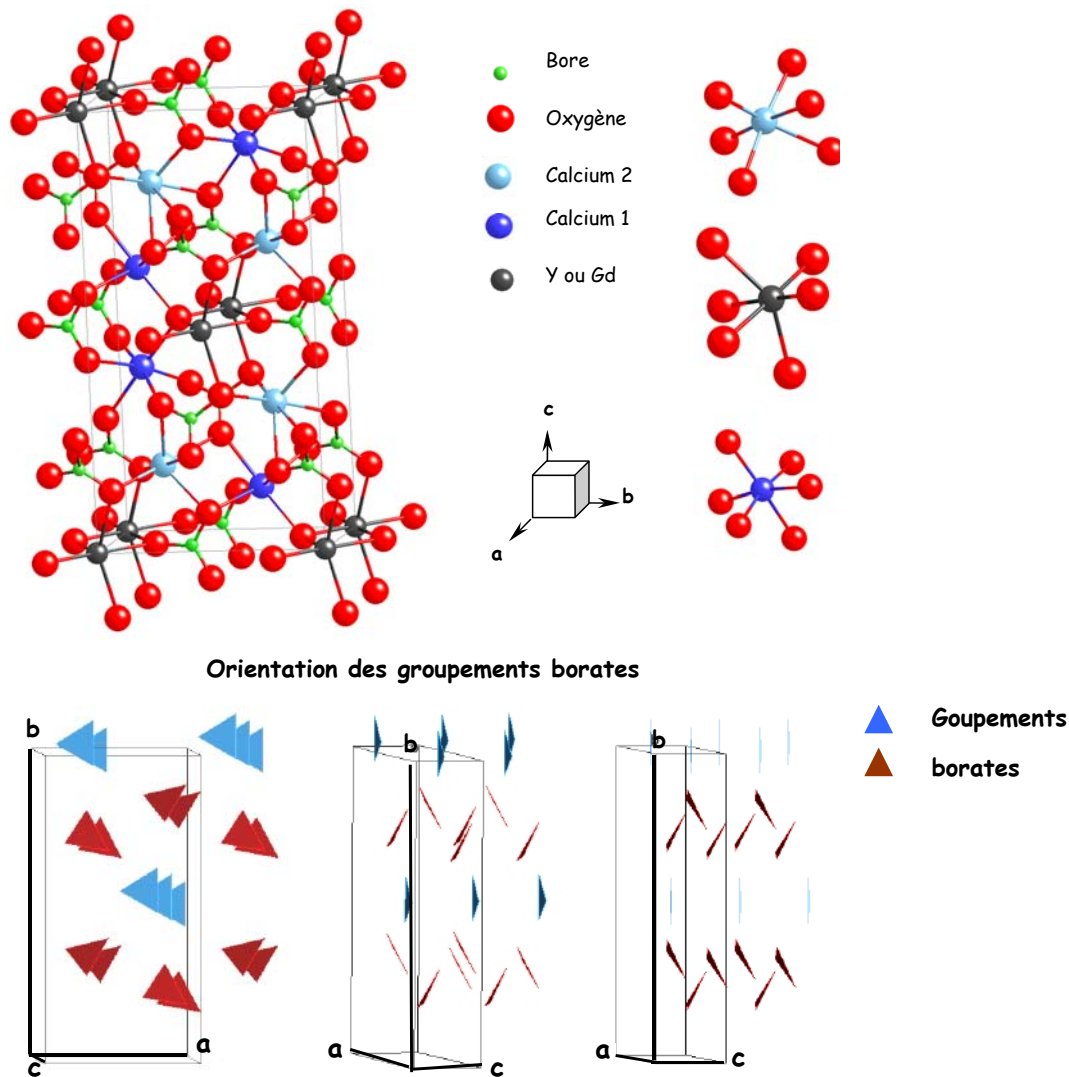 Bore
Oxygène
Calcium 2
Calcium 1
Y ou Gd
c
b
a
Orientation des groupements borates
b
a
c
b
a
c
b
a
c
Goupements
borates